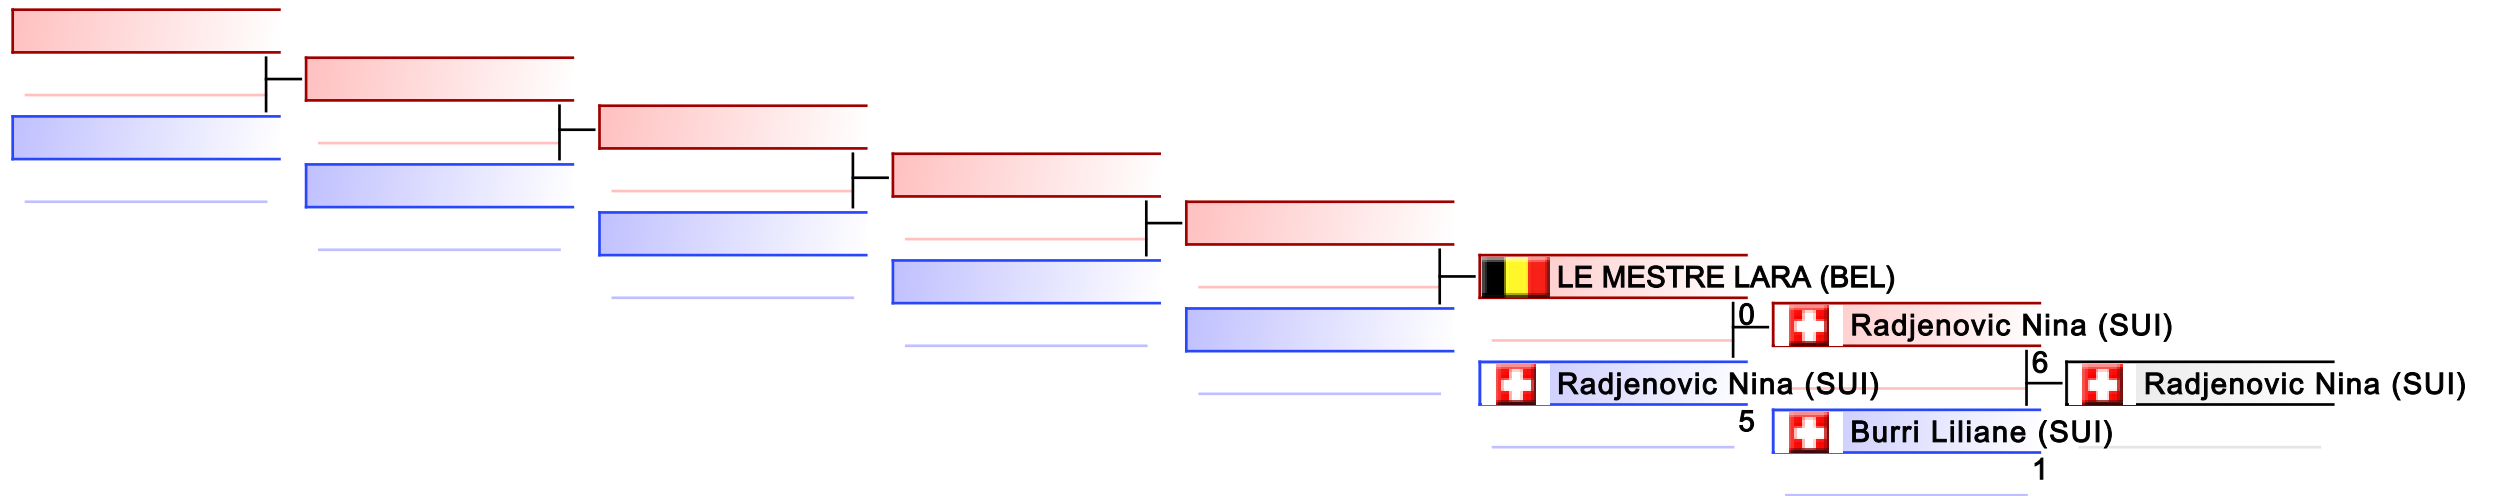 LE MESTRE LARA (BEL)
0
Radjenovic Nina (SUI)
5
Radjenovic Nina (SUI)
6
Burri Liliane (SUI)
1
Radjenovic Nina (SUI)